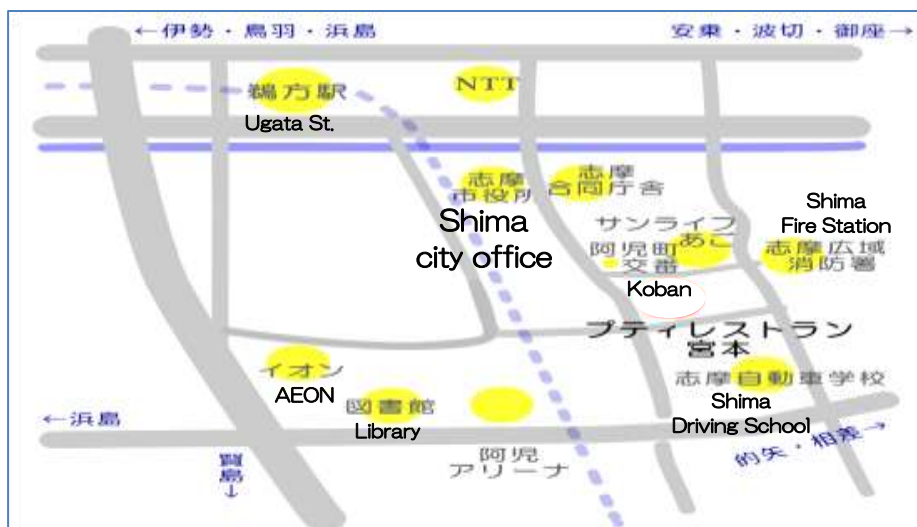 ←伊勢・鳥羽・浜島
安乗・波切・御座→
鵜方駅
Ugata St.
NTT
志摩
市役所
Shima
city office
志摩
合同庁舎
サンライフ
あご
阿児町
交番
Koban
Shima
Fire Station
志摩広域
消防署
プティレストラン
宮本
イオン
AEON
図書館
Library
阿児
アリーナ
志摩自動車学校
Shima
Driving School
←浜島
賢島→
的矢・相差→